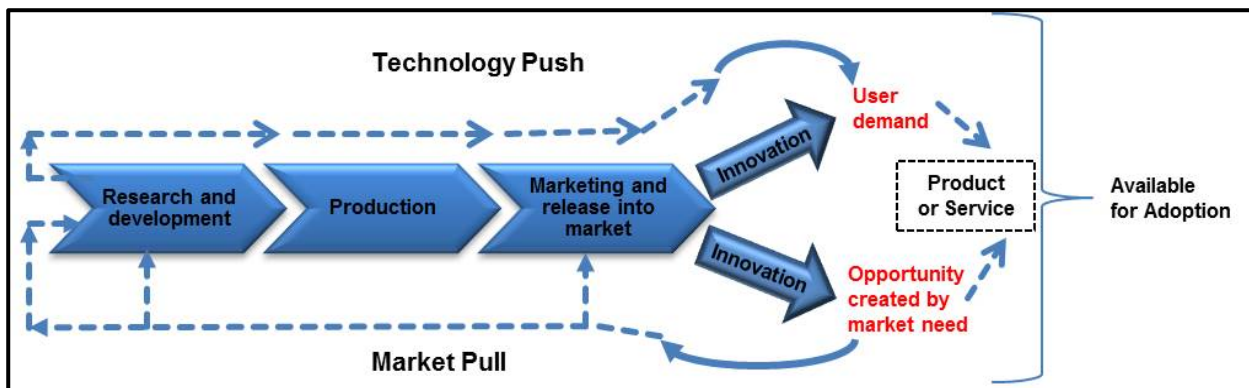 Technology Push
User
demand
Innovation
Research and
development
Production
Marketing and
release into
market
Product
or Service
Available
for Adoption
Innovation
Opportunity
created by
market need
Market Pull